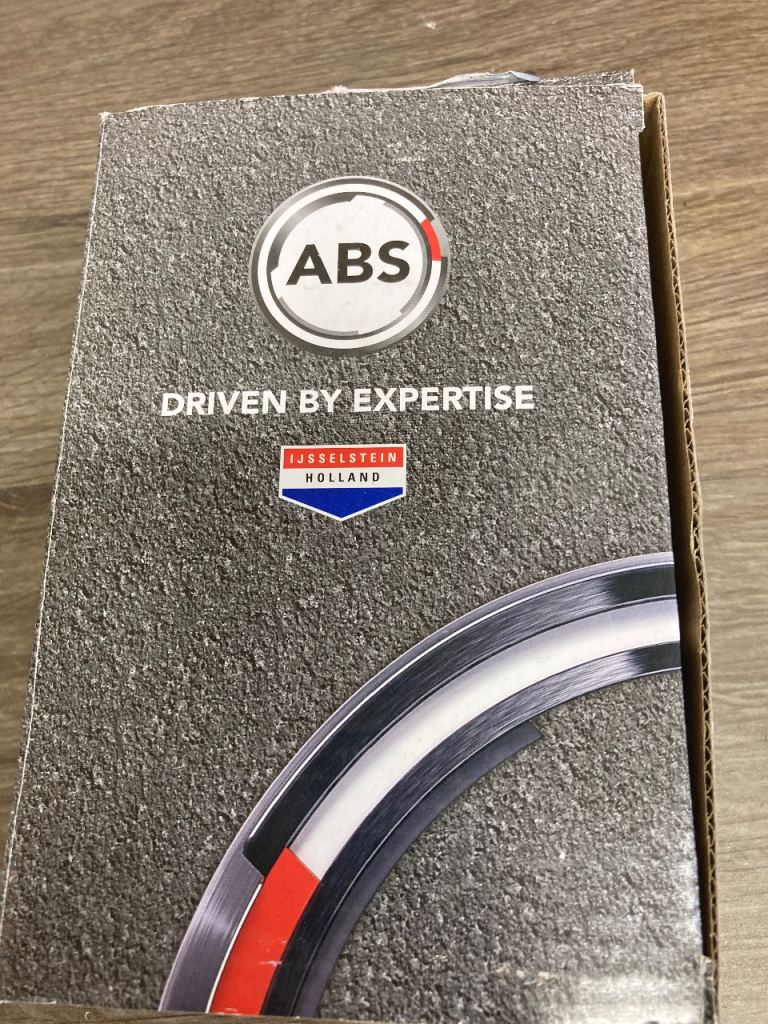 ABS
DRIVEN BY EXPERTISE
IJSSELSTEIN
HOLLAND